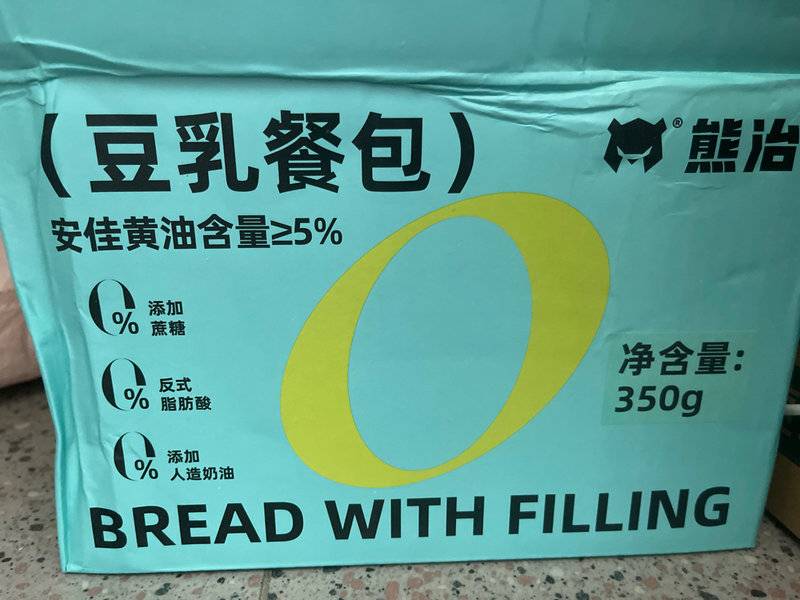 （豆乳餐包）
熊治
®
安佳黄油含量≥5%
0%
添加
蔗糖
0%
反式
脂肪酸
0%
添加
人造奶油
0
净含量：
350g
BREAD WITH FILLING